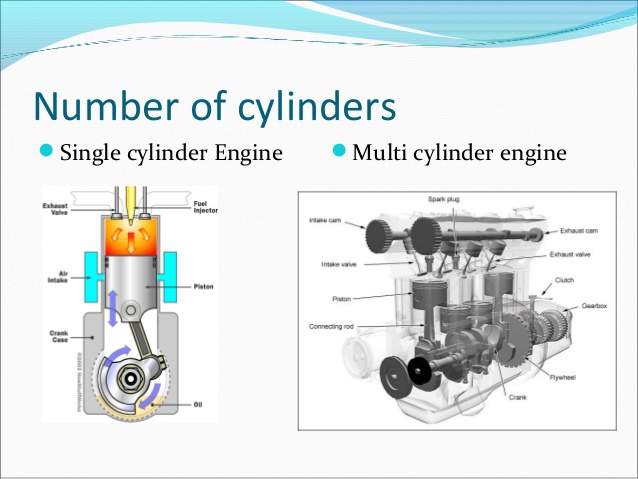 Number of cylinders
Single cylinder Engine
Multi cylinder engine
Exhaust
Valve
Fuel
Injector
Air
Intake
Piston
Crank
Case
Oil
©2002 HowStuffWorks
Spark plug
Intake cam
Exhaust cam
Exhaust valve
Intake valve
Clutch
Piston
Gearbox
Connecting rod
Flywheel
Crank